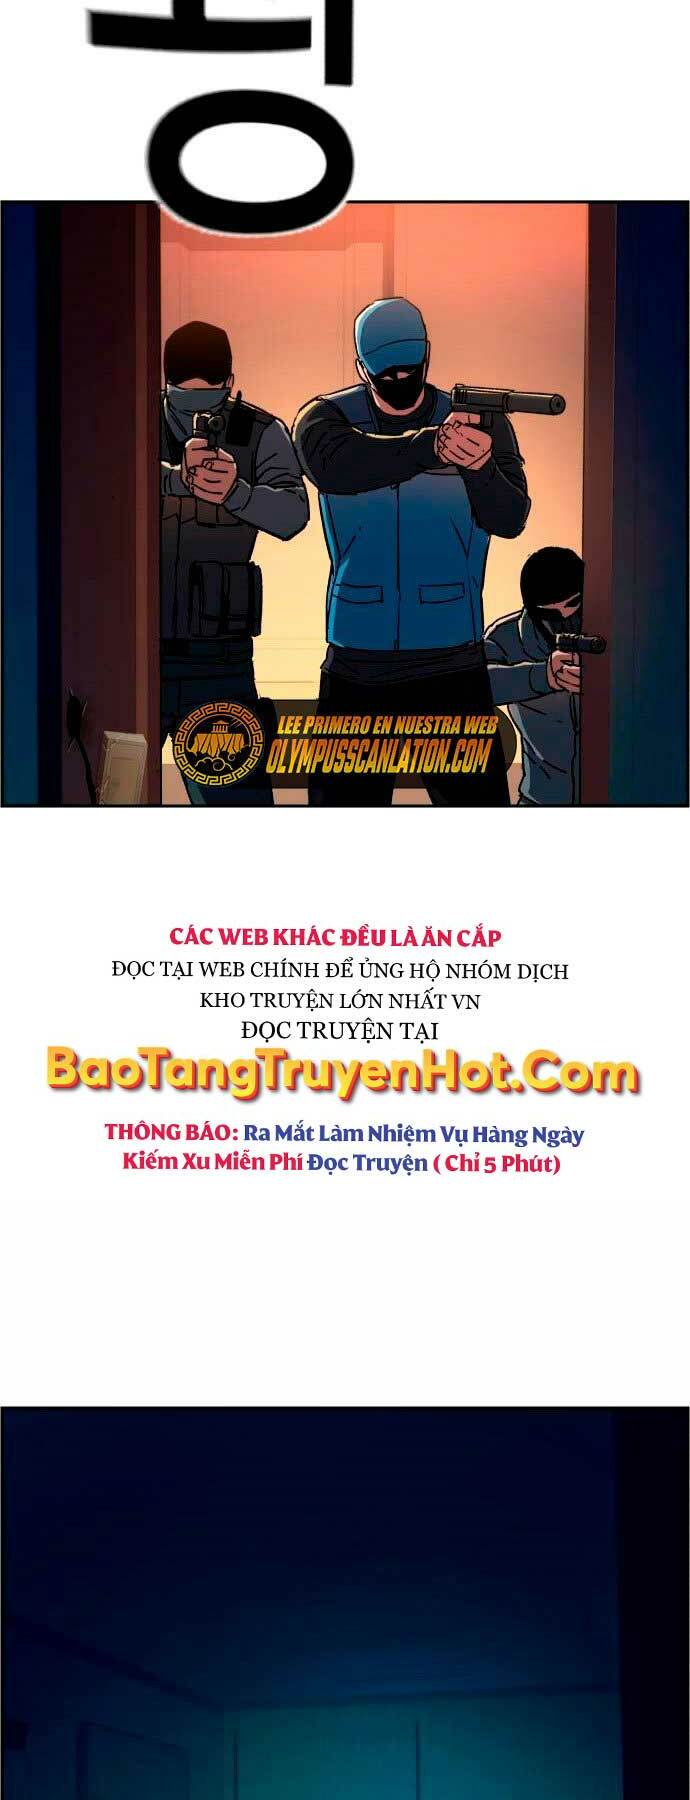 LEE PRIMERO EN NUESTRA WEB
OLYMPUSSCANLATION.COM
CÁC WEB KHÁC ĐỀU LÀ ĂN CẮP
ĐỌC TẠI WEB CHÍNH ĐỂ ỦNG HỘ NHÓM DỊCH
KHO TRUYỆN LỚN NHẤT VN
ĐỌC TRUYỆN TẠI
BaoTangTruyenHot.Com
THÔNG BÁO: Ra Mắt Làm Nhiệm Vụ Hàng Ngày
Kiếm Xu Miễn Phí Đọc Truyện ( Chỉ 5 Phút)